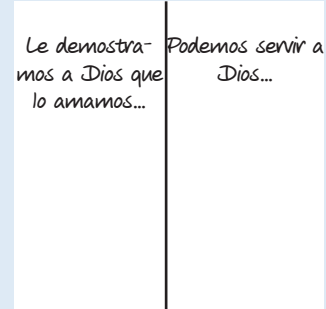 Le demostra-
mos a Dios que
lo amamos...
Podemos servir a
Dios...